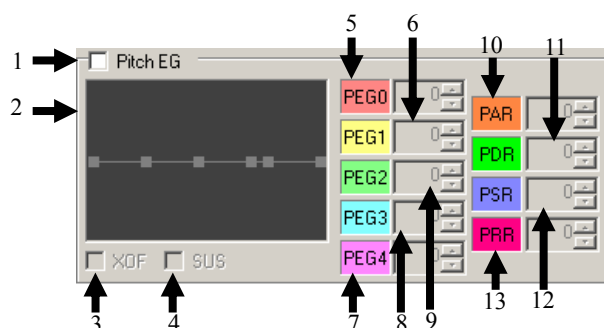 5 6 10 11
1 Pitch EG
2
PEG0 0
PAR 0
PEG1 0
PDR 0
PEG2 0
PSR 0
PEG3 0
PRR 0
PEG4 0
XOF SUS
3 4 7 8 9 13 12